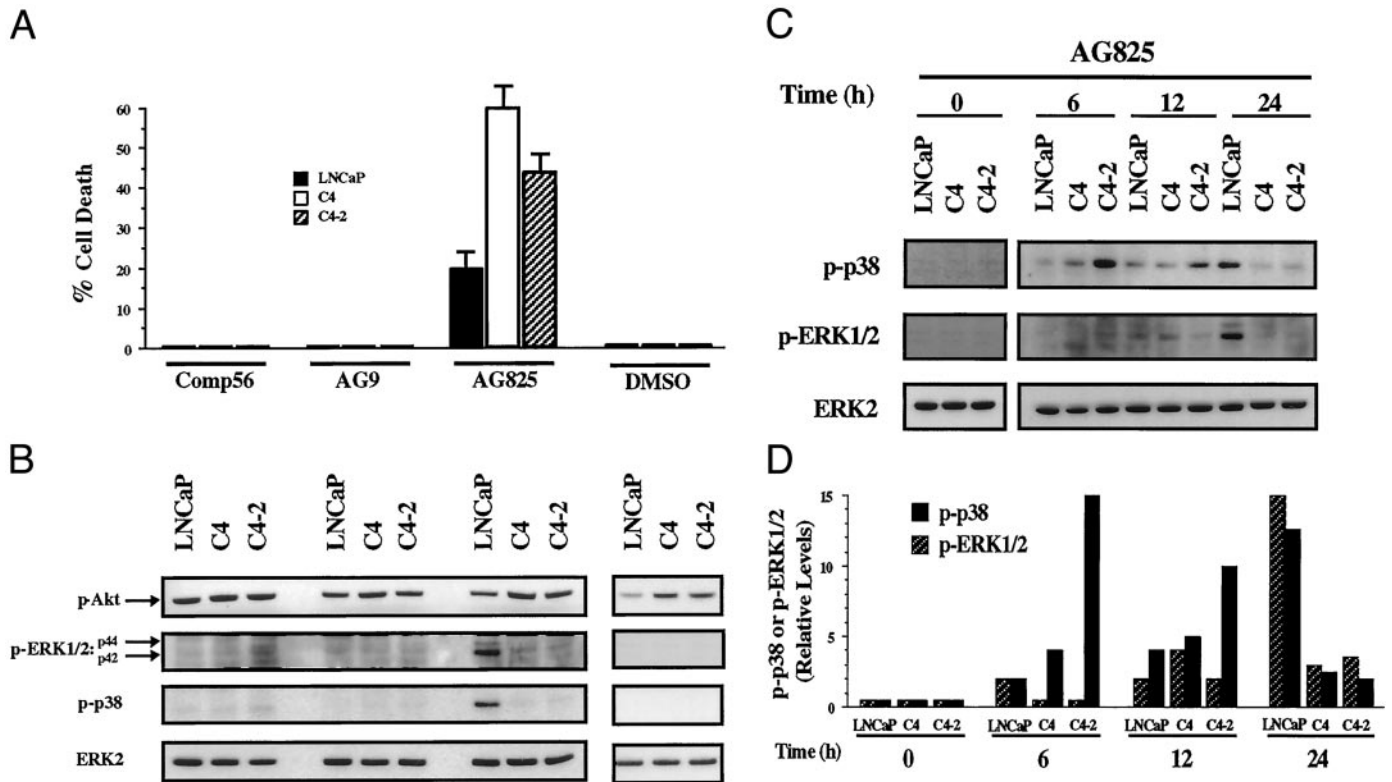 A
% Cell Death
60
50
40
30
20
10
0
LNCaP
C4
C4-2
Comp56
AG9
AG825
DMSO
B
LNCaP
C4
C4-2
LNCaP
C4
C4-2
LNCaP
C4
C4-2
LNCaP
C4
C4-2
p-Akt
p-ERK1/2: p44
p42
p-p38
ERK2
C
AG825
Time (h)
0 6 12 24
LNCaP
C4
C4-2
LNCaP
C4
C4-2
LNCaP
C4
C4-2
LNCaP
C4
C4-2
p-p38
p-ERK1/2
ERK2
D
p-p38 or p-ERK1/2
(Relative Levels)
15
10
5
0
p-p38
p-ERK1/2
LNCaP C4 C4-2 LNCaP C4 C4-2 LNCaP C4 C4-2 LNCaP C4 C4-2
Time (h) 0 6 12 24